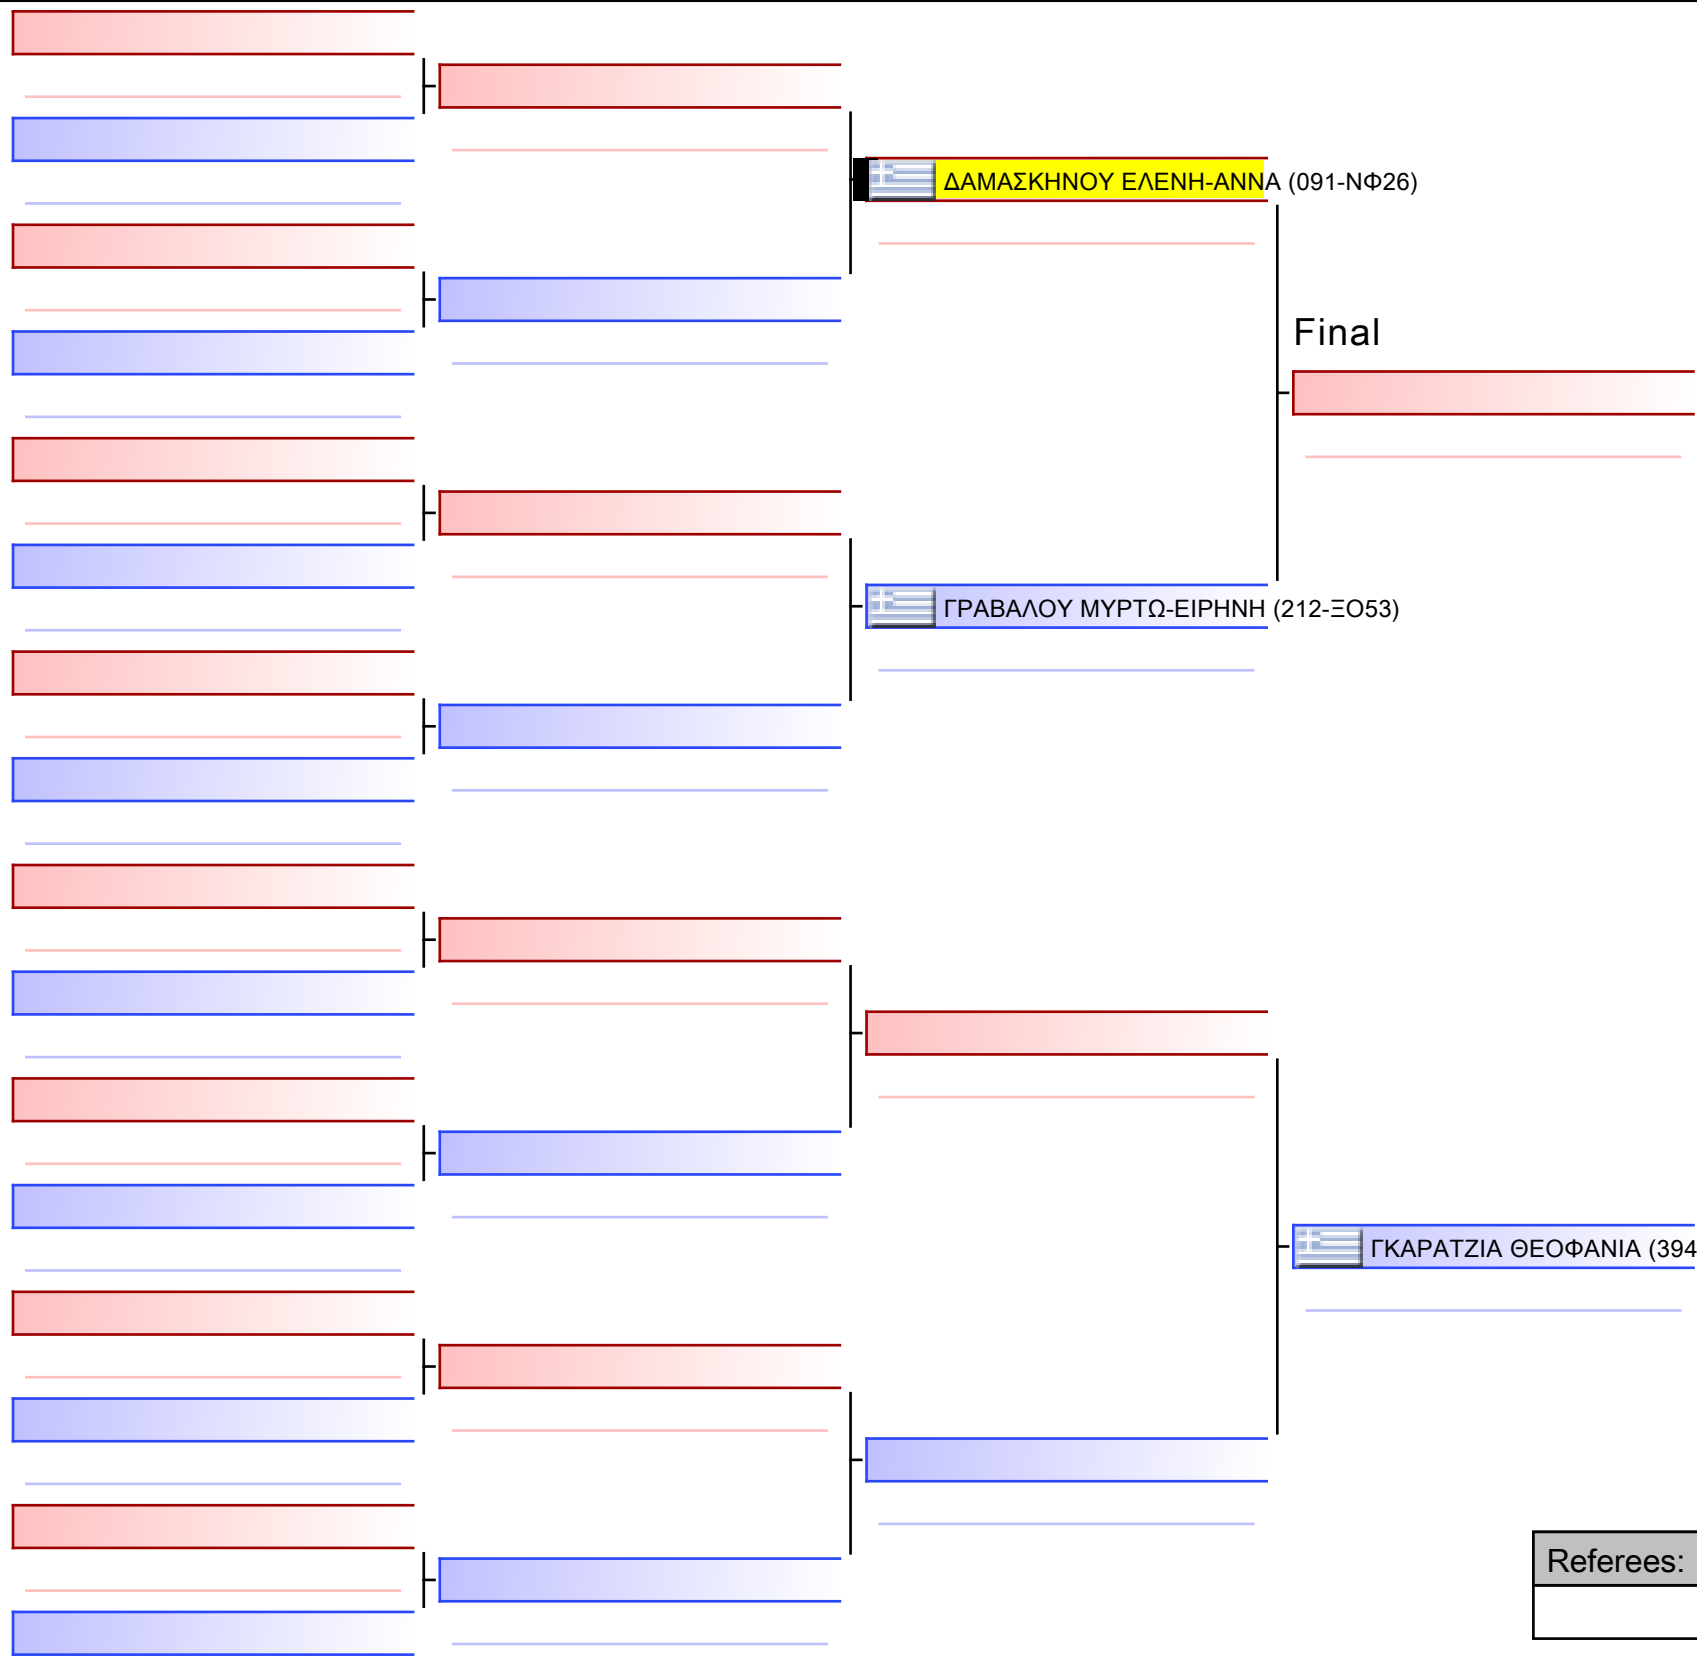 ΔΑΜΑΣΚΗΝΟΥ ΕΛΕΝΗ-ΑΝΝΑ (091-ΝΦ26)
Final
ΓΡΑΒΑΛΟΥ ΜΥΡΤΩ-ΕΙΡΗΝΗ (212-ΞΟ53)
ΓΚΑΡΑΤΖΙΑ ΘΕΟΦΑΝΙΑ (394
Referees: